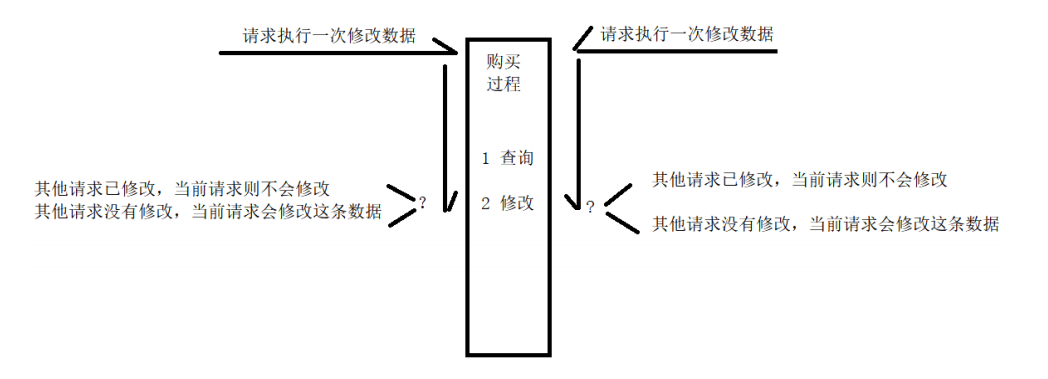 请求执行一次修改数据
请求执行一次修改数据
购买
过程
1 查询
2 修改
其他请求已修改，当前请求则不会修改
其他请求没有修改，当前请求会修改这条数据
?
?
其他请求已修改，当前请求则不会修改
其他请求没有修改，当前请求会修改这条数据